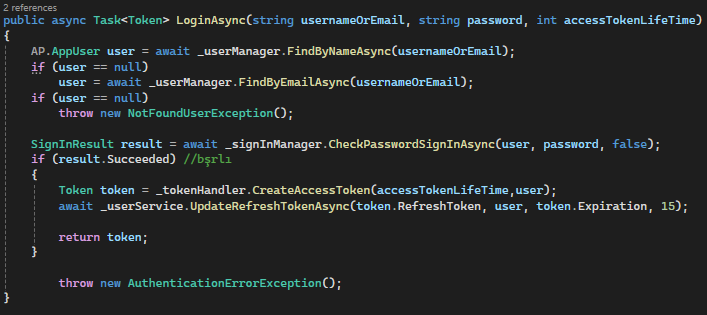 2 references
public async Task<Token> LoginAsync(string usernameOrEmail, string password, int accessTokenLifeTime)
{
    AP.AppUser user = await _userManager.FindByNameAsync(usernameOrEmail);
    if (user == null)
        user = await _userManager.FindByEmailAsync(usernameOrEmail);
    if (user == null)
        throw new NotFoundUserException();

    SignInResult result = await _signInManager.CheckPasswordSignInAsync(user, password, false);
    if (result.Succeeded) //bşrlı
    {
        Token token = _tokenHandler.CreateAccessToken(accessTokenLifeTime,user);
        await _userService.UpdateRefreshTokenAsync(token.RefreshToken, user, token.Expiration, 15);

        return token;
    }

        throw new AuthenticationErrorException();
}